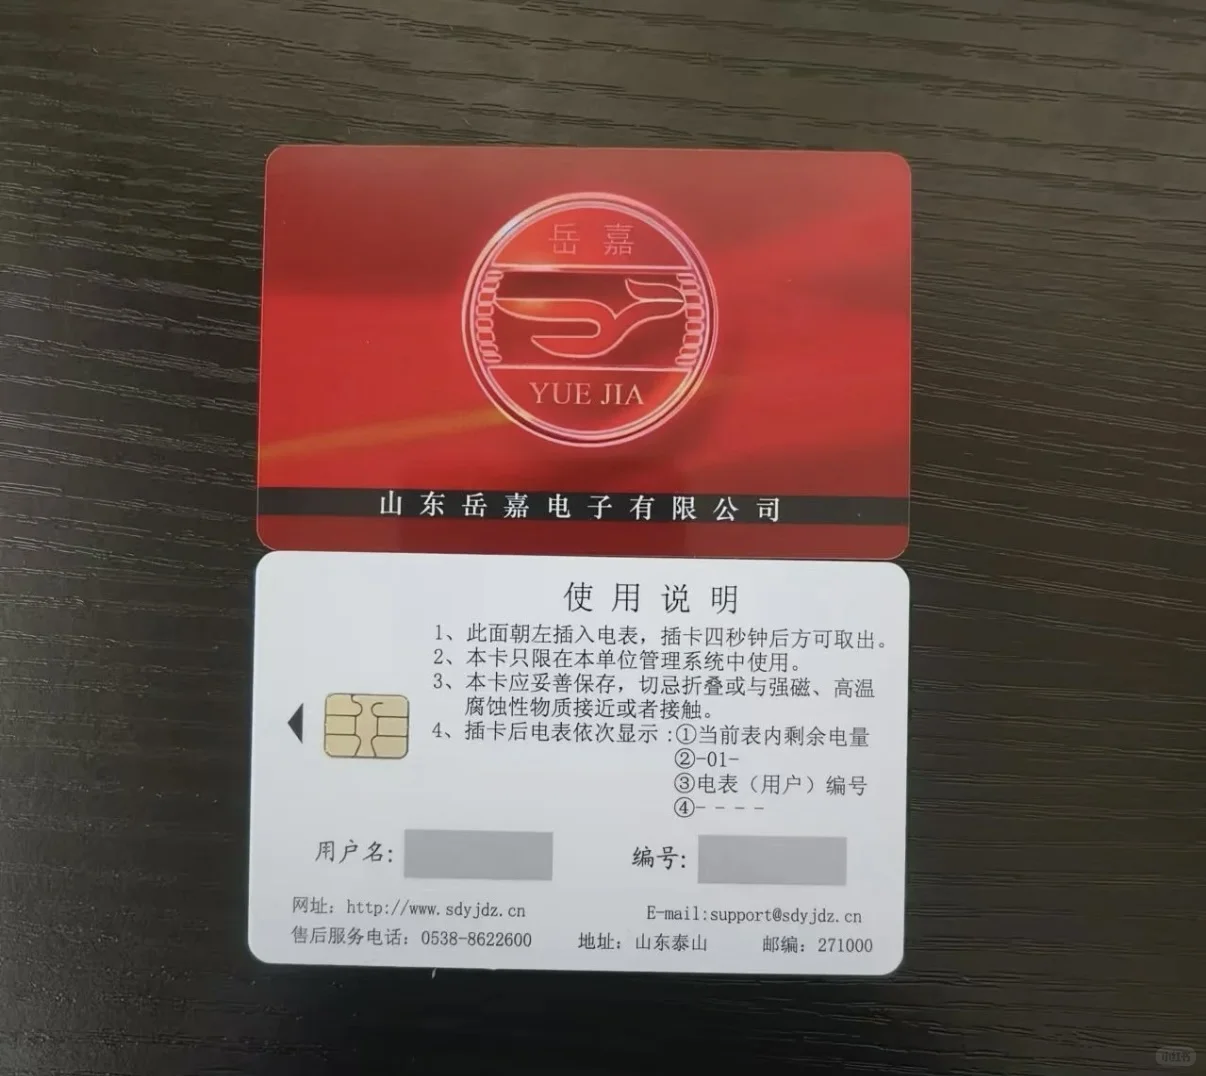 岳嘉
YUE JIA
山东岳嘉电子有限公司
使用说明
1、此面朝左插入电表，插卡四秒钟后方可取出。
2、本卡只限在本单位管理系统中使用。
3、本卡应妥善保存，切忌折叠或与强磁、高温
腐蚀性物质接近或者接触。
4、插卡后电表依次显示：①当前表内剩余电量
②-01-
③电表（用户）编号
④- - - -
用户名： 编号：
网址：http://www.sdyjdz.cn E-mail:support@sdyjdz.cn
售后服务电话：0538-8622600 地址：山东泰山 邮编：271000